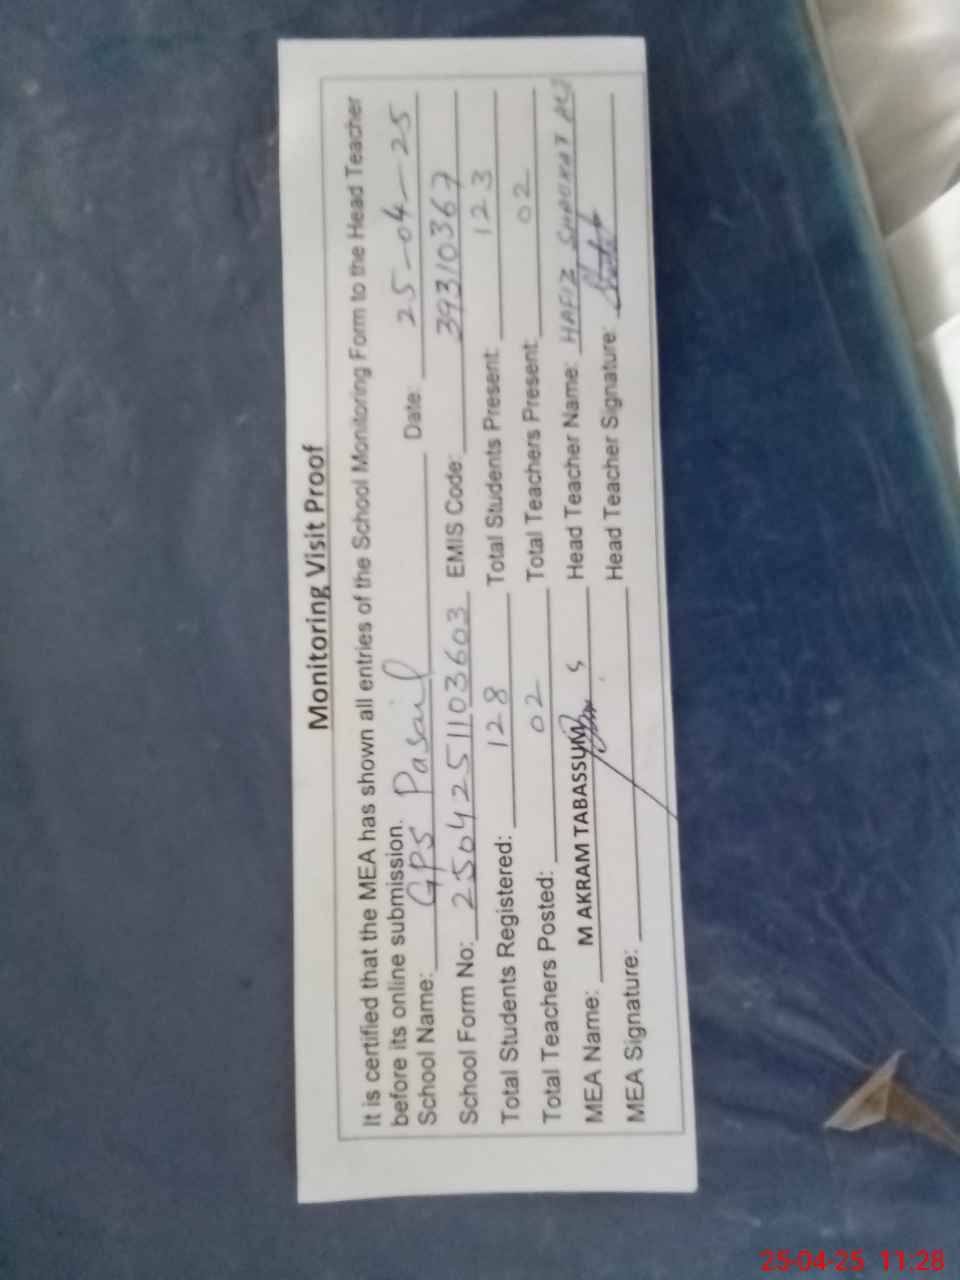 Monitoring Visit Proof
It is certified that the MEA has shown all entries of the School Monitoring Form to the Head Teacher
before its online submission.
School Name: GPS Pasail Date: 25-04-25
School Form No: 2504251103603 EMIS Code: 39310367
Total Students Registered: 128 Total Students Present: 123
Total Teachers Posted: 02 Total Teachers Present: 02
MEA Name: M AKRAM TABASSUM Head Teacher Name: HAFIZ SHAUKAT ALI
MEA Signature: Head Teacher Signature:
25-04-25 11:28